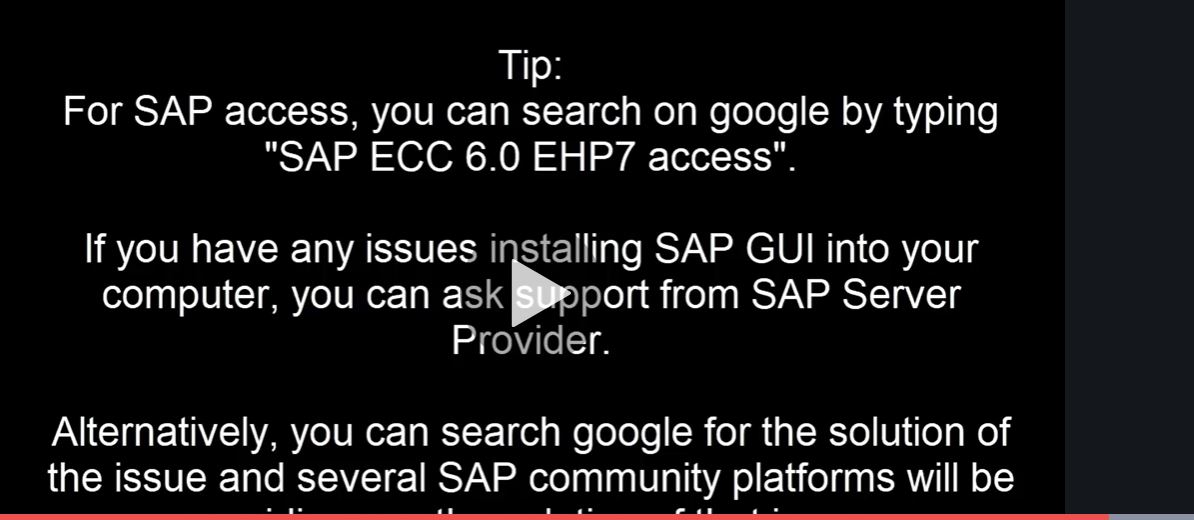 Tip:
For SAP access, you can search on google by typing
"SAP ECC 6.0 EHP7 access".
If you have any issues installing SAP GUI into your
computer, you can ask support from SAP Server
Provider.
Alternatively, you can search google for the solution of
the issue and several SAP community platforms will be